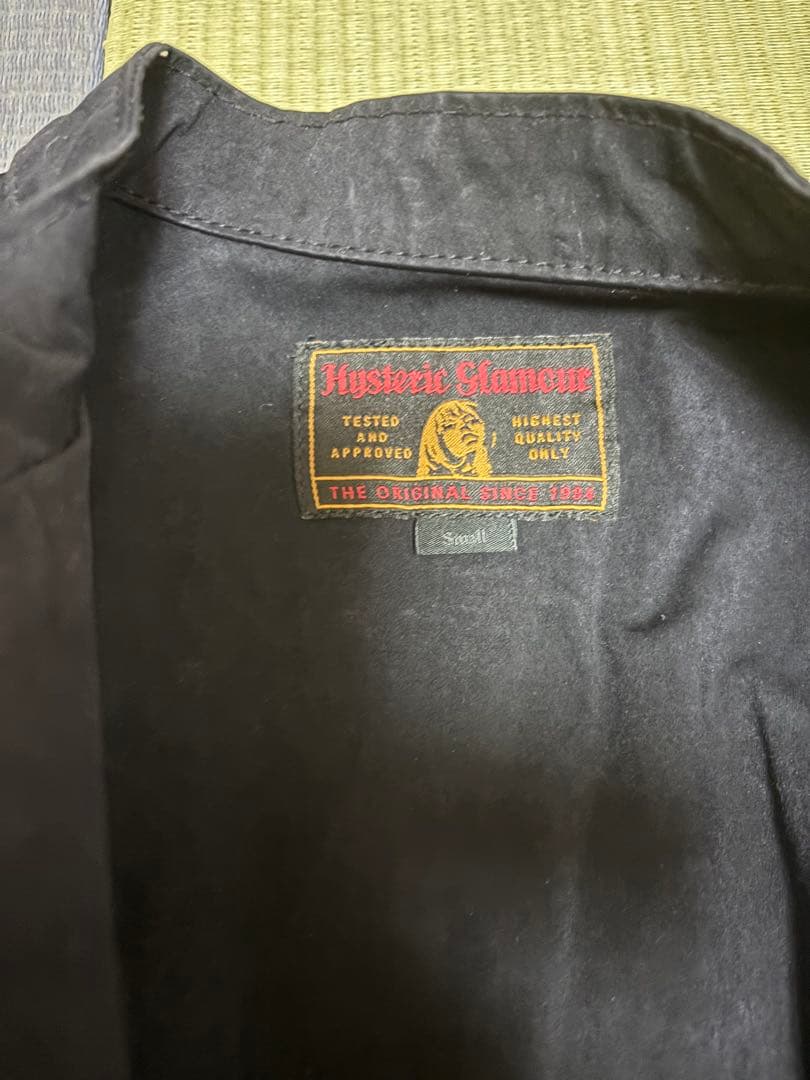 Hysteric Glamour
TESTED
AND
APPROVED
HIGHEST
QUALITY
ONLY
THE ORIGINAL SINCE 1984
Small